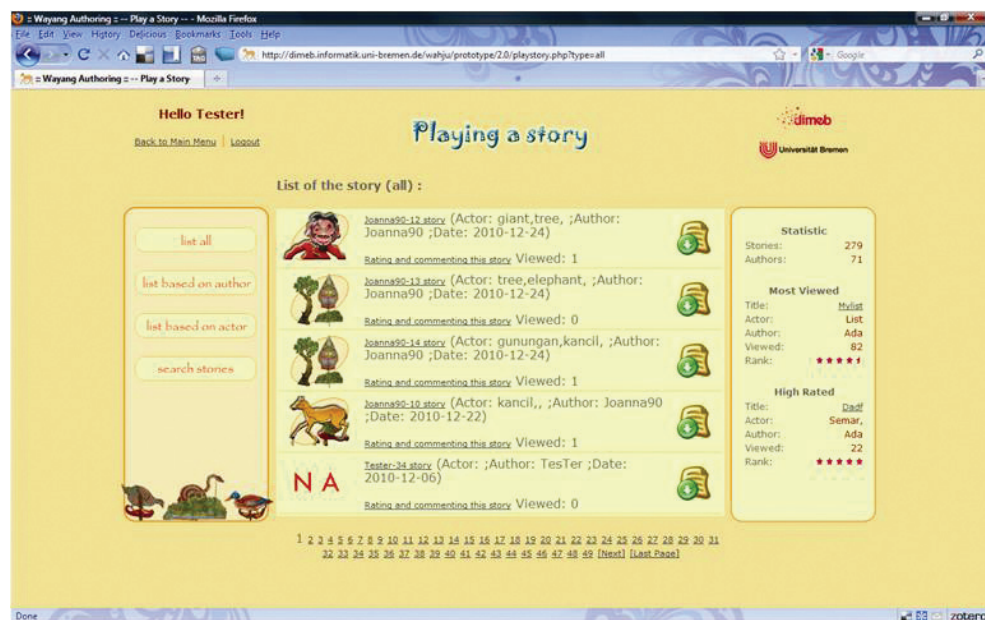 :: Wayang Authoring :: -- Play a Story -- - Mozilla Firefox
File Edit View History Delicious Bookmarks Tools Help
http://dimeb.informatik.uni-bremen.de/wahju/prototype/2.0/playstory.php?type=all
Google
:: Wayang Authoring :: -- Play a Story
Hello Tester!
Back to Main Menu | Logout
Playing a story
dimeb
Universität Bremen
List of the story (all) :
list all
list based on author
list based on actor
search stories
Joanna90-12 story (Actor: giant,tree, ;Author:
Joanna90 ;Date: 2010-12-24)
Rating and commenting this story Viewed: 1
Joanna90-13 story (Actor: tree,elephant, ;Author:
Joanna90 ;Date: 2010-12-24)
Rating and commenting this story Viewed: 0
Joanna90-14 story (Actor: gunungan,kancil, ;Author:
Joanna90 ;Date: 2010-12-24)
Rating and commenting this story Viewed: 1
Joanna90-10 story (Actor: kancil,, ;Author: Joanna90
;Date: 2010-12-22)
Rating and commenting this story Viewed: 1
N A
Tester-34 story (Actor: ;Author: TesTer ;Date:
2010-12-06)
Rating and commenting this story Viewed: 0
Statistic
Stories: 279
Authors: 71
Most Viewed
Title: Mylist
Actor: List
Author: Ada
Viewed: 82
Rank:
High Rated
Title: Dadf
Actor: Semar,
Author: Ada
Viewed: 22
Rank:
1 2 3 4 5 6 7 8 9 10 11 12 13 14 15 16 17 18 19 20 21 22 23 24 25 26 27 28 29 30 31
32 33 34 35 36 37 38 39 40 41 42 43 44 45 46 47 48 49 [Next] [Last Page]
Done
zotero